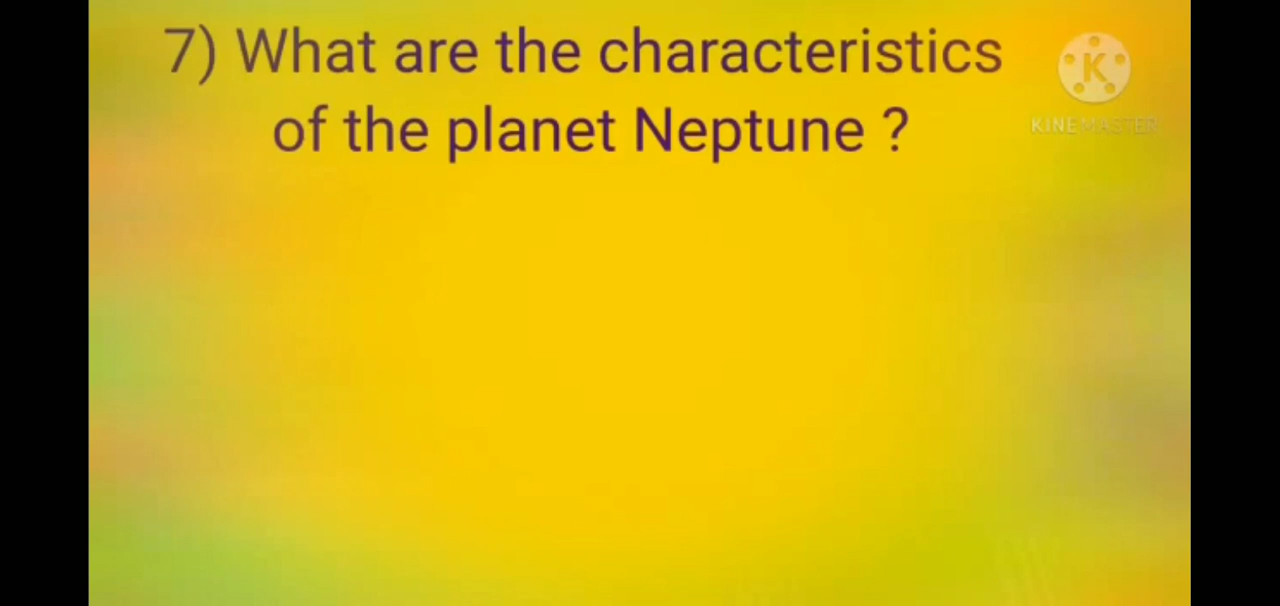 7) What are the characteristics
of the planet Neptune ?
K
KINEMASTER